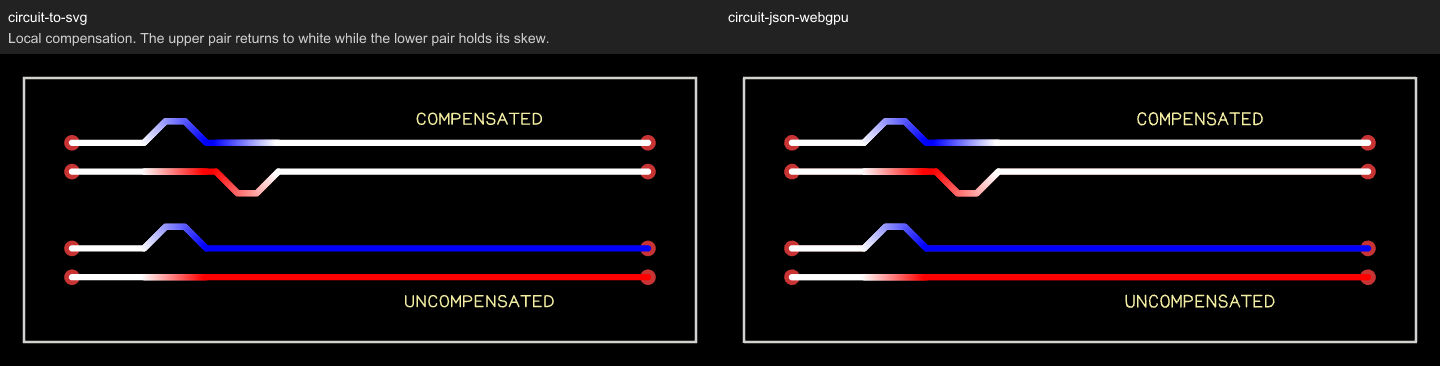 circuit-to-svg
circuit-json-webgpu
Local compensation. The upper pair returns to white while the lower pair holds its skew.
COMPENSATED
COMPENSATED
UNCOMPENSATED
UNCOMPENSATED